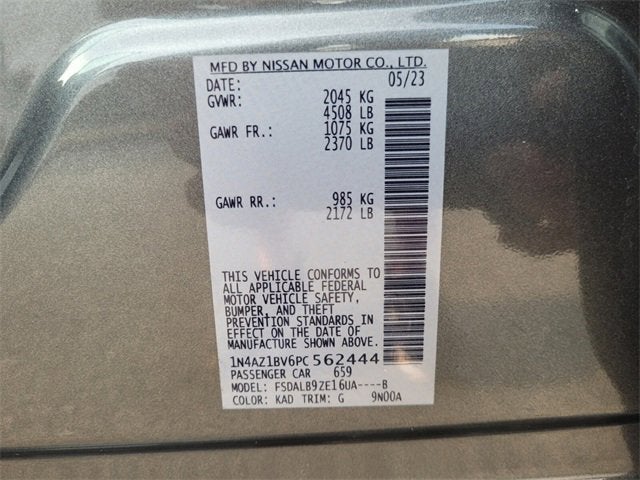 MFD BY NISSAN MOTOR CO., LTD.
DATE: 05/23
GVWR: 2045 KG
4508 LB
GAWR FR.: 1075 KG
2370 LB
GAWR RR.: 985 KG
2172 LB
THIS VEHICLE CONFORMS TO
ALL APPLICABLE FEDERAL
MOTOR VEHICLE SAFETY,
BUMPER, AND THEFT
PREVENTION STANDARDS IN
EFFECT ON THE DATE OF
MANUFACTURE SHOWN ABOVE.
1N4AZ1BV6PC562444
PASSENGER CAR 659
MODEL: FSDALB9ZE16UA----B
COLOR: KAD TRIM: G 9N00A